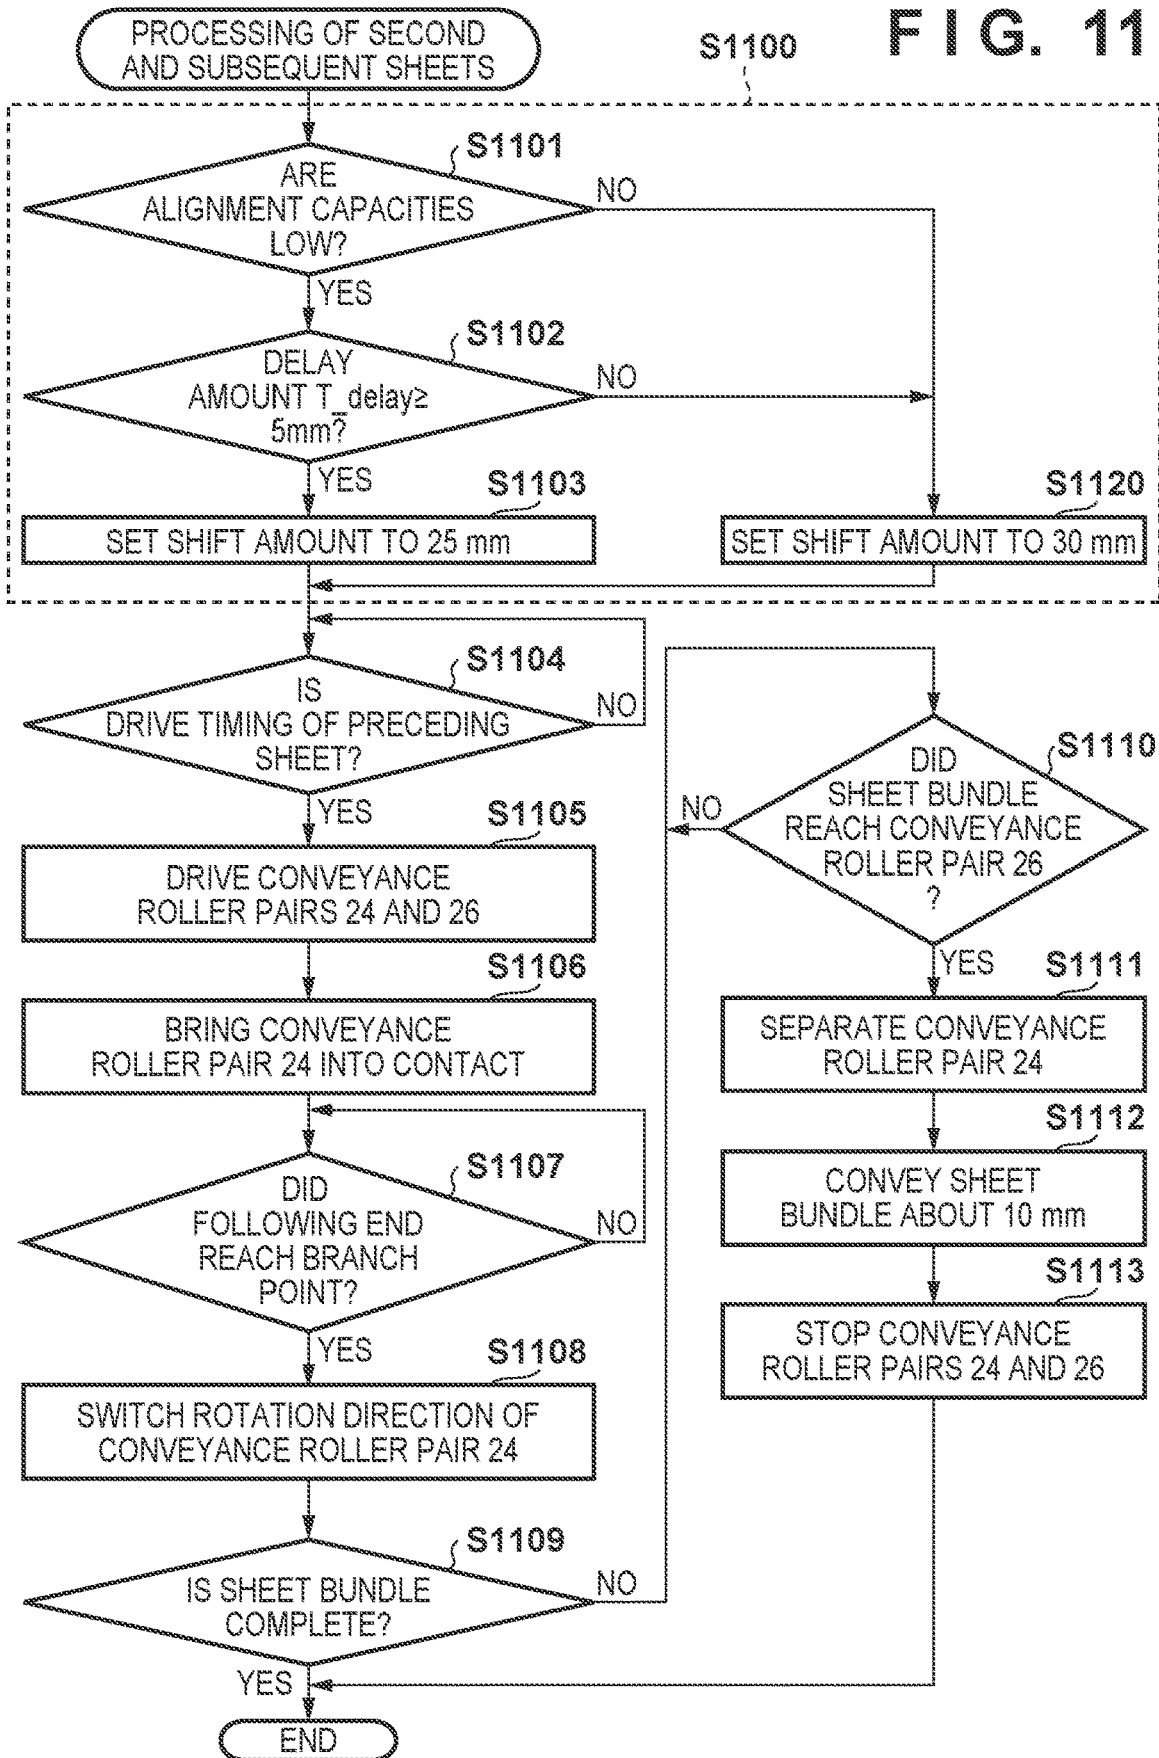 FIG. 11
PROCESSING OF SECOND
AND SUBSEQUENT SHEETS
S1100
S1101
ARE
ALIGNMENT CAPACITIES
LOW?
NO
YES
S1102
DELAY
AMOUNT T_delay≥
5mm?
NO
YES
S1103
SET SHIFT AMOUNT TO 25 mm
S1120
SET SHIFT AMOUNT TO 30 mm
S1104
IS
DRIVE TIMING OF PRECEDING
SHEET?
NO
YES
S1105
DRIVE CONVEYANCE
ROLLER PAIRS 24 AND 26
S1106
BRING CONVEYANCE
ROLLER PAIR 24 INTO CONTACT
S1107
DID
FOLLOWING END
REACH BRANCH
POINT?
NO
YES
S1108
SWITCH ROTATION DIRECTION OF
CONVEYANCE ROLLER PAIR 24
S1109
IS SHEET BUNDLE
COMPLETE?
NO
YES
S1110
DID
SHEET BUNDLE
REACH CONVEYANCE
ROLLER PAIR 26
?
NO
YES
S1111
SEPARATE CONVEYANCE
ROLLER PAIR 24
S1112
CONVEY SHEET
BUNDLE ABOUT 10 mm
S1113
STOP CONVEYANCE
ROLLER PAIRS 24 AND 26
END